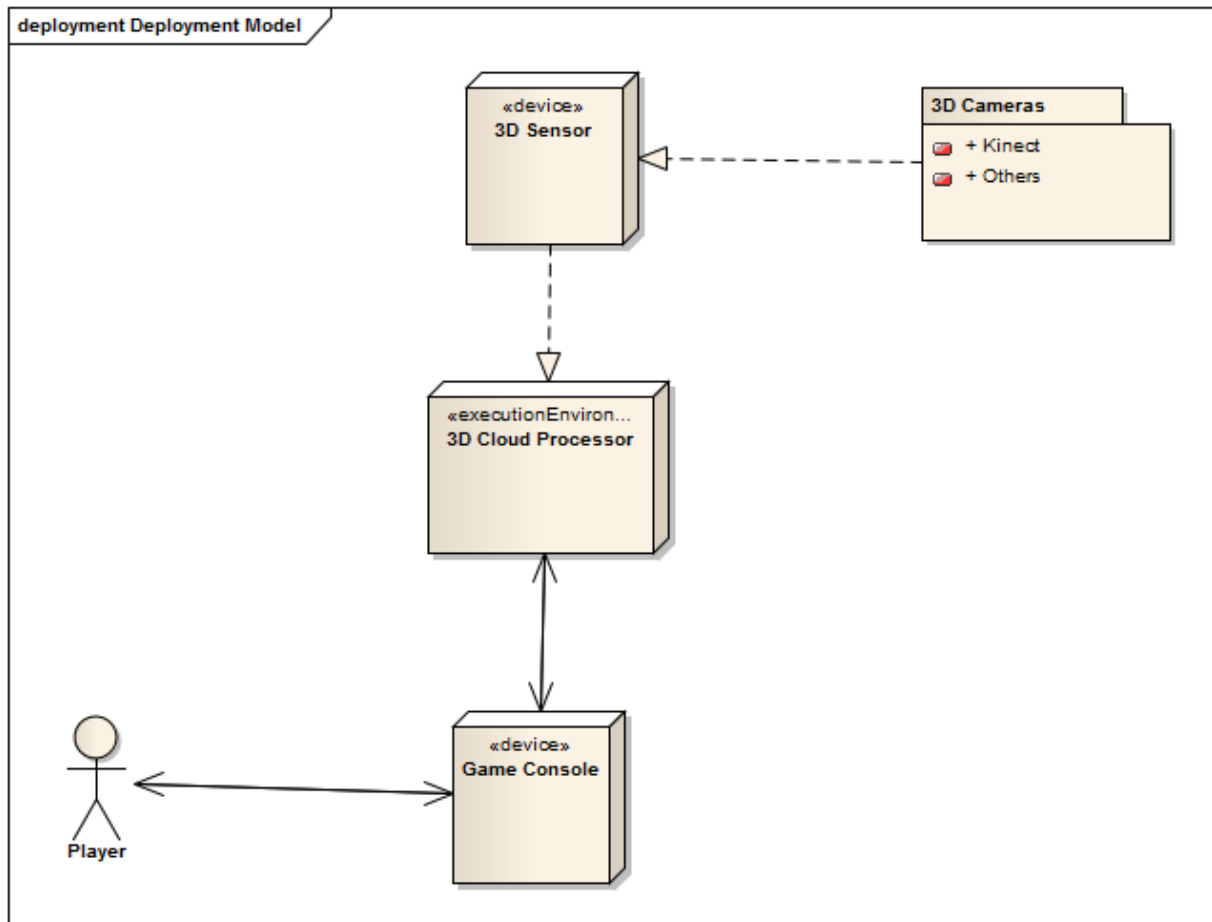 deployment Deployment Model
«device»
3D Sensor
3D Cameras
+ Kinect
+ Others
«executionEnviron...
3D Cloud Processor
«device»
Game Console
Player